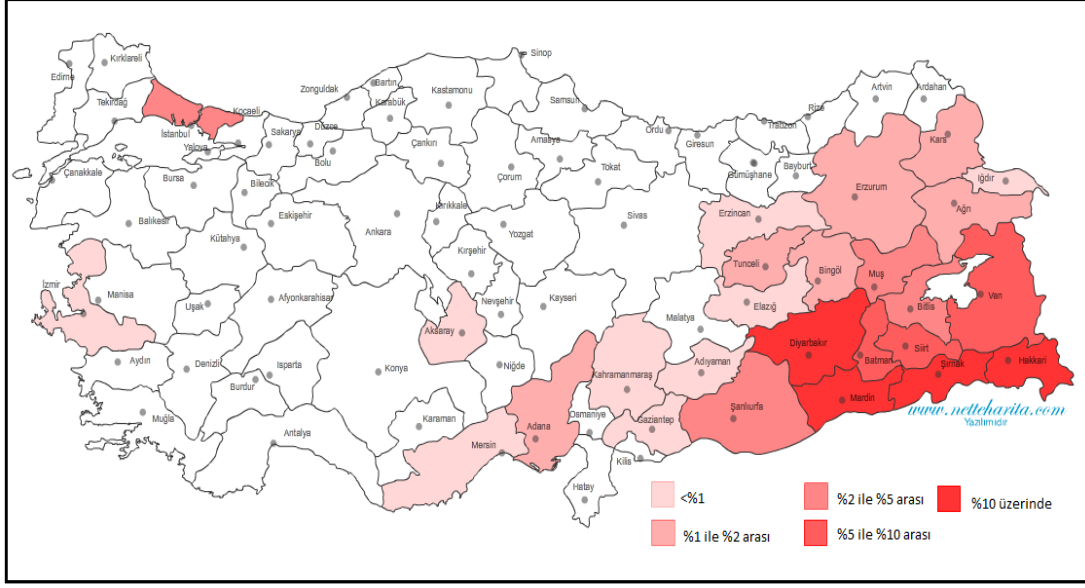 Sinop
Kırklareli
Edirne
Bartın
Zonguldak
Kastamonu
Artvin
Ardahan
Tekirdağ
Karabük
Samsun
Rize
Kocaeli
İstanbul
Sakarya
Düzce
Ordu
Trabzon
Giresun
Kars
Yalova
Bolu
Çankırı
Amasya
Çorum
Tokat
Gümüşhane
Bayburt
Çanakkale
Bursa
Bilecik
Erzurum
Iğdır
Balıkesir
Eskişehir
Ankara
Kırıkkale
Yozgat
Sivas
Erzincan
Ağrı
Kütahya
Kırşehir
Tunceli
Bingöl
Muş
İzmir
Manisa
Uşak
Afyonkarahisar
Nevşehir
Kayseri
Elazığ
Van
Bitlis
Aksaray
Malatya
Diyarbakır
Siirt
Batman
Şırnak
Hakkari
Aydın
Denizli
Isparta
Konya
Niğde
Adıyaman
Burdur
Kahramanmaraş
Mardin
Muğla
Karaman
Osmaniye
Şanlıurfa
www.netteharita.com
Yazılımıdır
Antalya
Mersin
Adana
Gaziantep
Kilis
Hatay
<%1
%2 ile %5 arası
%10 üzerinde
%1 ile %2 arası
%5 ile %10 arası